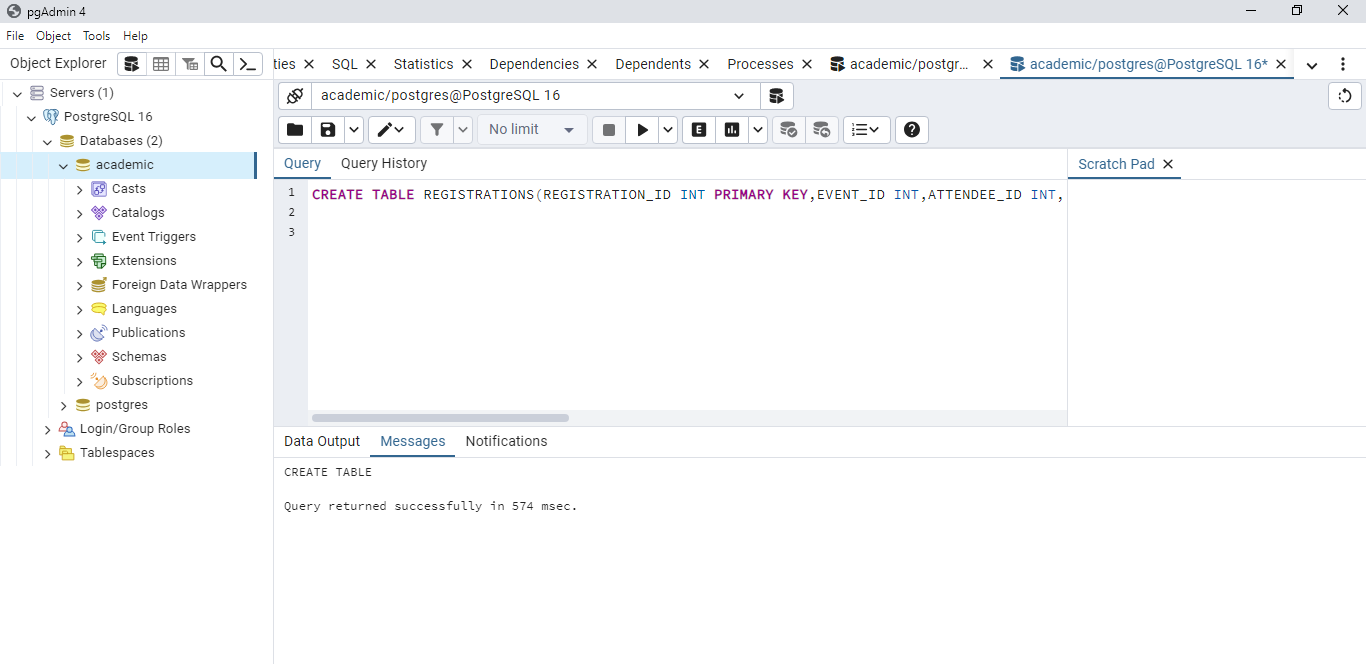 pgAdmin 4
File Object Tools Help
Object Explorer
ties SQL Statistics Dependencies Dependents Processes academic/postgr... academic/postgres@PostgreSQL 16*
Servers (1)
PostgreSQL 16
Databases (2)
academic
Casts
Catalogs
Event Triggers
Extensions
Foreign Data Wrappers
Languages
Publications
Schemas
Subscriptions
postgres
Login/Group Roles
Tablespaces
academic/postgres@PostgreSQL 16
No limit
E
Query Query History
Scratch Pad
1 CREATE TABLE REGISTRATIONS(REGISTRATION_ID INT PRIMARY KEY,EVENT_ID INT,ATTENDEE_ID INT,
2
3
Data Output Messages Notifications
CREATE TABLE
Query returned successfully in 574 msec.